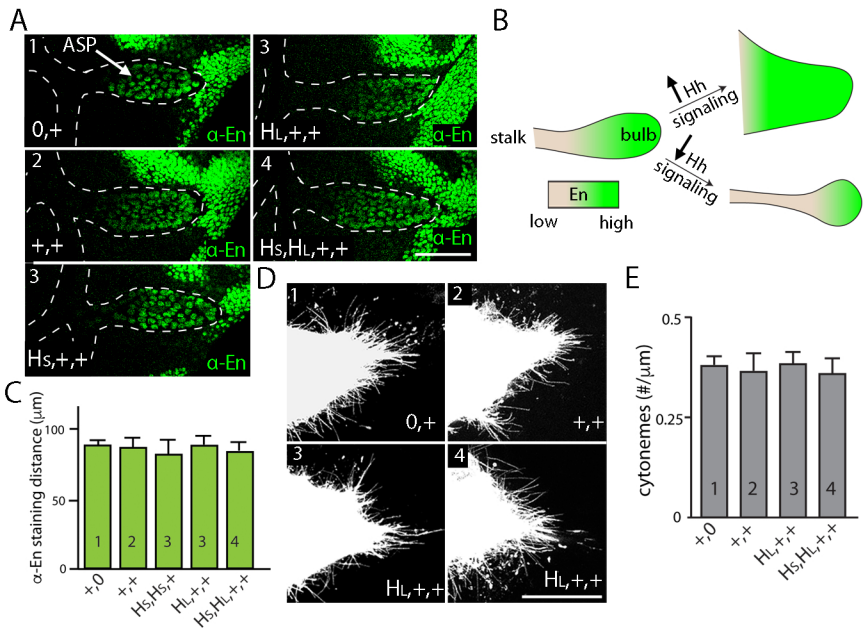 A
1
ASP
0,+
α-En
2
+,+
α-En
3
HS,+,+
α-En
3
HL,+,+
α-En
4
HS,HL,+,+
α-En
B
stalk
bulb
Hh
signaling
Hh
signaling
En
low high
C
α-En staining distance (μm)
100
50
0
1 2 3 3 4
+,0 +,+ HS,HS,+ HL,+,+ HS,HL,+,+
D
1
0,+
2
+,+
3
HL,+,+
4
HL,+,+
E
cytonemes (#/μm)
0.5
0.25
0
1 2 3 4
+,0 +,+ HL,+,+ HS,HL,+,+